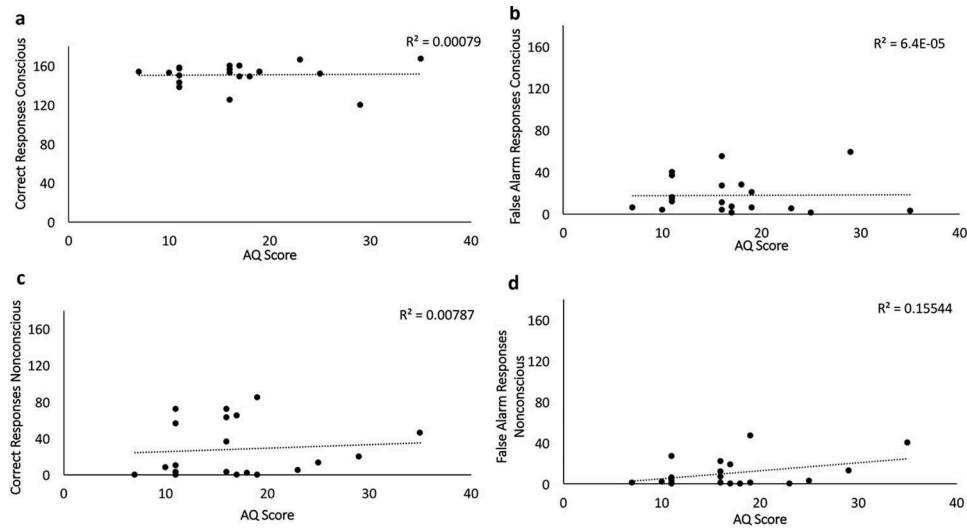 a
R² = 0.00079
Correct Responses Conscious
160
120
80
40
0
0 10 20 30 40
AQ Score
b
R² = 6.4E-05
False Alarm Responses Conscious
160
120
80
40
0
0 10 20 30 40
AQ Score
c
R² = 0.00787
Correct Responses Nonconscious
160
120
80
40
0
0 10 20 30 40
AQ Score
d
R² = 0.15544
False Alarm Responses
Nonconscious
160
120
80
40
0
0 10 20 30 40
AQ Score